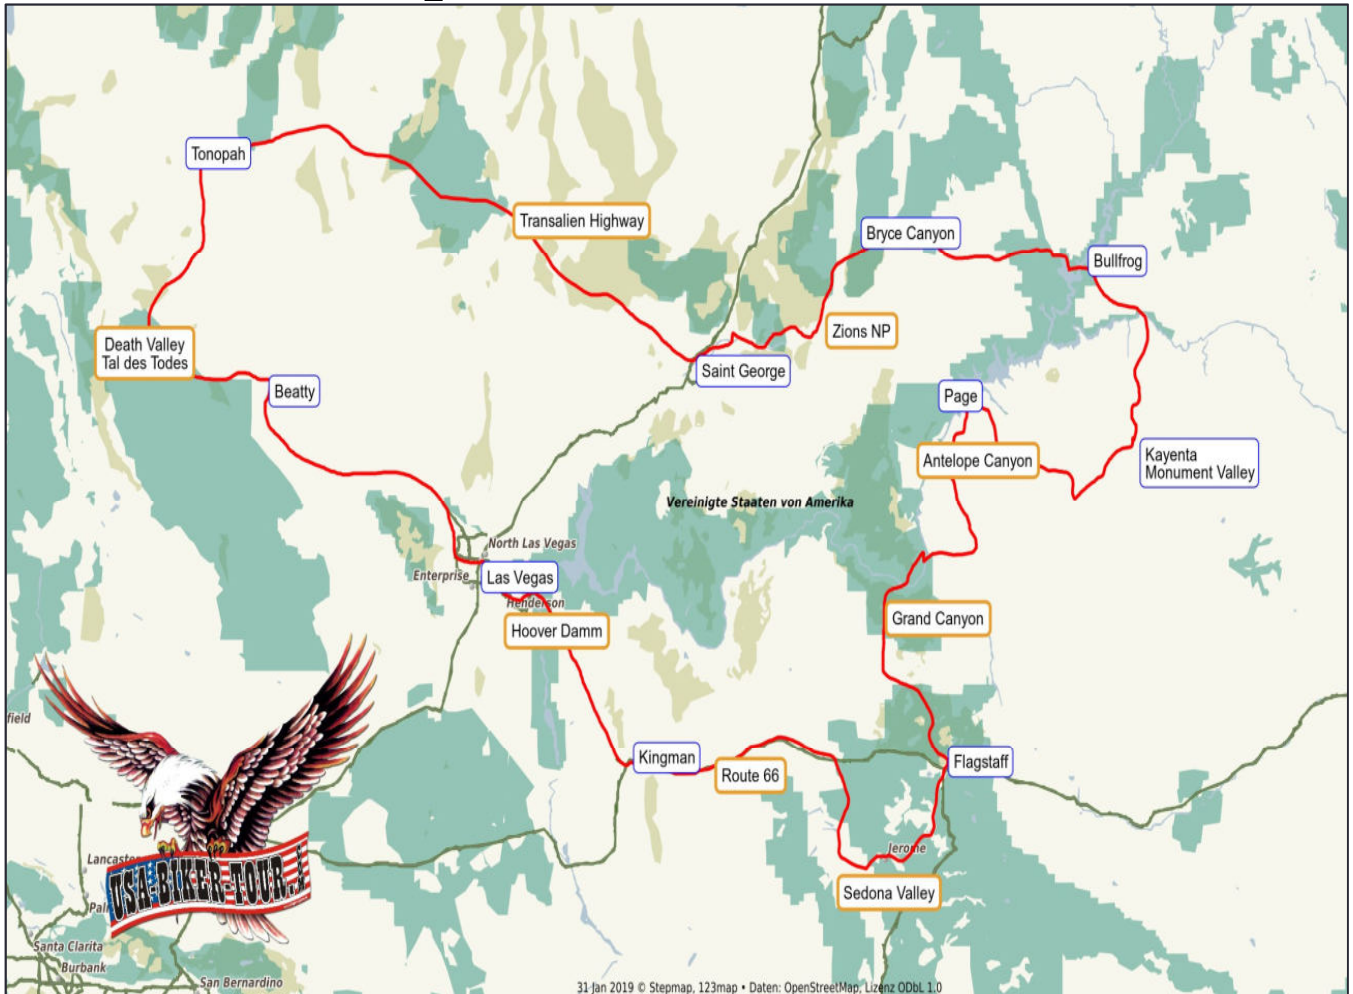 Tonopah
Transalien Highway
Bryce Canyon
Bullfrog
Zions NP
Death Valley
Tal des Todes
Beatty
Saint George
Page
Antelope Canyon
Kayenta
Monument Valley
Vereinigte Staaten von Amerika
North Las Vegas
Enterprise
Las Vegas
Henderson
Hoover Damm
Grand Canyon
field
Kingman
Route 66
Flagstaff
Jerome
Sedona Valley
Lancaster
USA-BIKER-TOUR.
Santa Clarita
Burbank
San Bernardino
31 Jan 2019 © Stepmap, 123map • Daten: OpenStreetMap, Lizenz ODbL 1.0